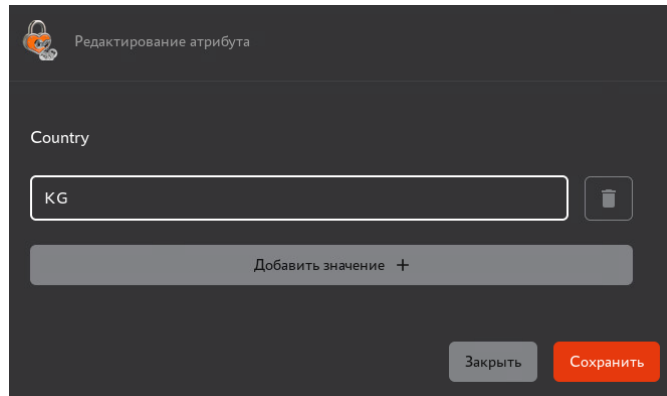 Редактирование атрибута
Country
KG
Добавить значение +
Закрыть Сохранить